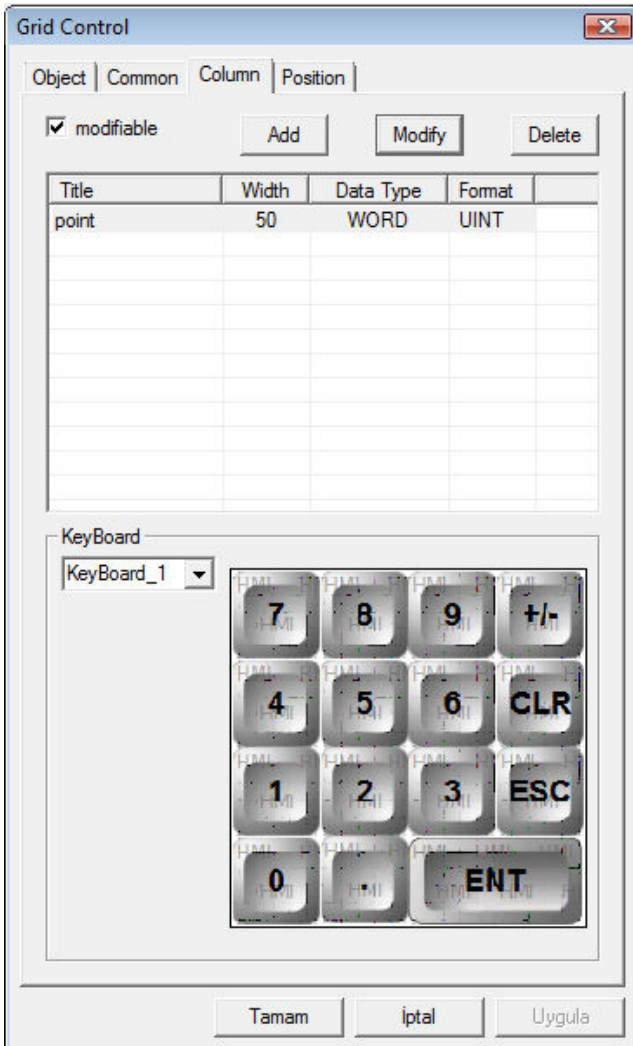 Grid Control
Object Common Column Position
modifiable Add Modify Delete
Title Width Data Type Format
point 50 WORD UINT
KeyBoard
KeyBoard_1
7 8 9 +/-
4 5 6 CLR
1 2 3 ESC
0 . ENT
Tamam İptal Uygula